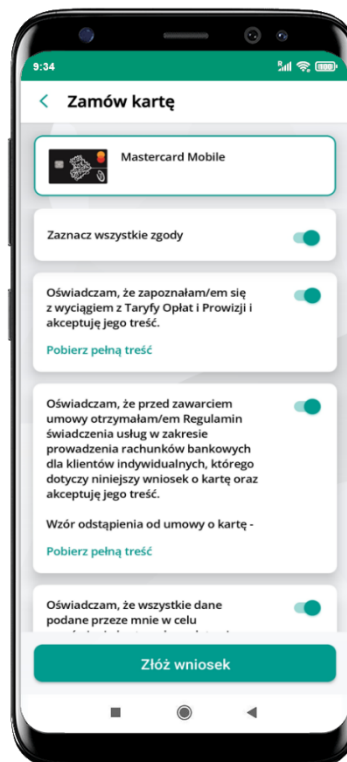 9:34
Zamów kartę
Mastercard Mobile
Zaznacz wszystkie zgody
Oświadczam, że zapoznałam/em się
z wyciągiem z Taryfy Opłat i Prowizji i
akceptuję jego treść.
Pobierz pełną treść
Oświadczam, że przed zawarciem
umowy otrzymałam/em Regulamin
świadczenia usług w zakresie
prowadzenia rachunków bankowych
dla klientów indywidualnych, którego
dotyczy niniejszy wniosek o kartę oraz
akceptuję jego treść.
Wzór odstąpienia od umowy o kartę -
Pobierz pełną treść
Oświadczam, że wszystkie dane
podane przeze mnie w celu
Złóż wniosek